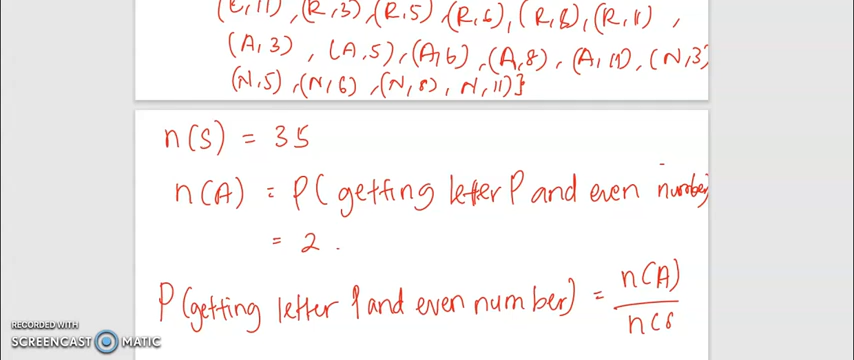 (R,3), (R,5), (R,6), (R,8), (R,11),
(A,3), (A,5), (A,6), (A,8), (A,11), (N,3)
(N,5), (N,6), (N,8), N,11)}
n(S) = 35
n(A) = P(getting letter P and even number)
= 2.
P(getting letter P and even number) = n(A)
n(S
RECORDED WITH
SCREENCAST MATIC